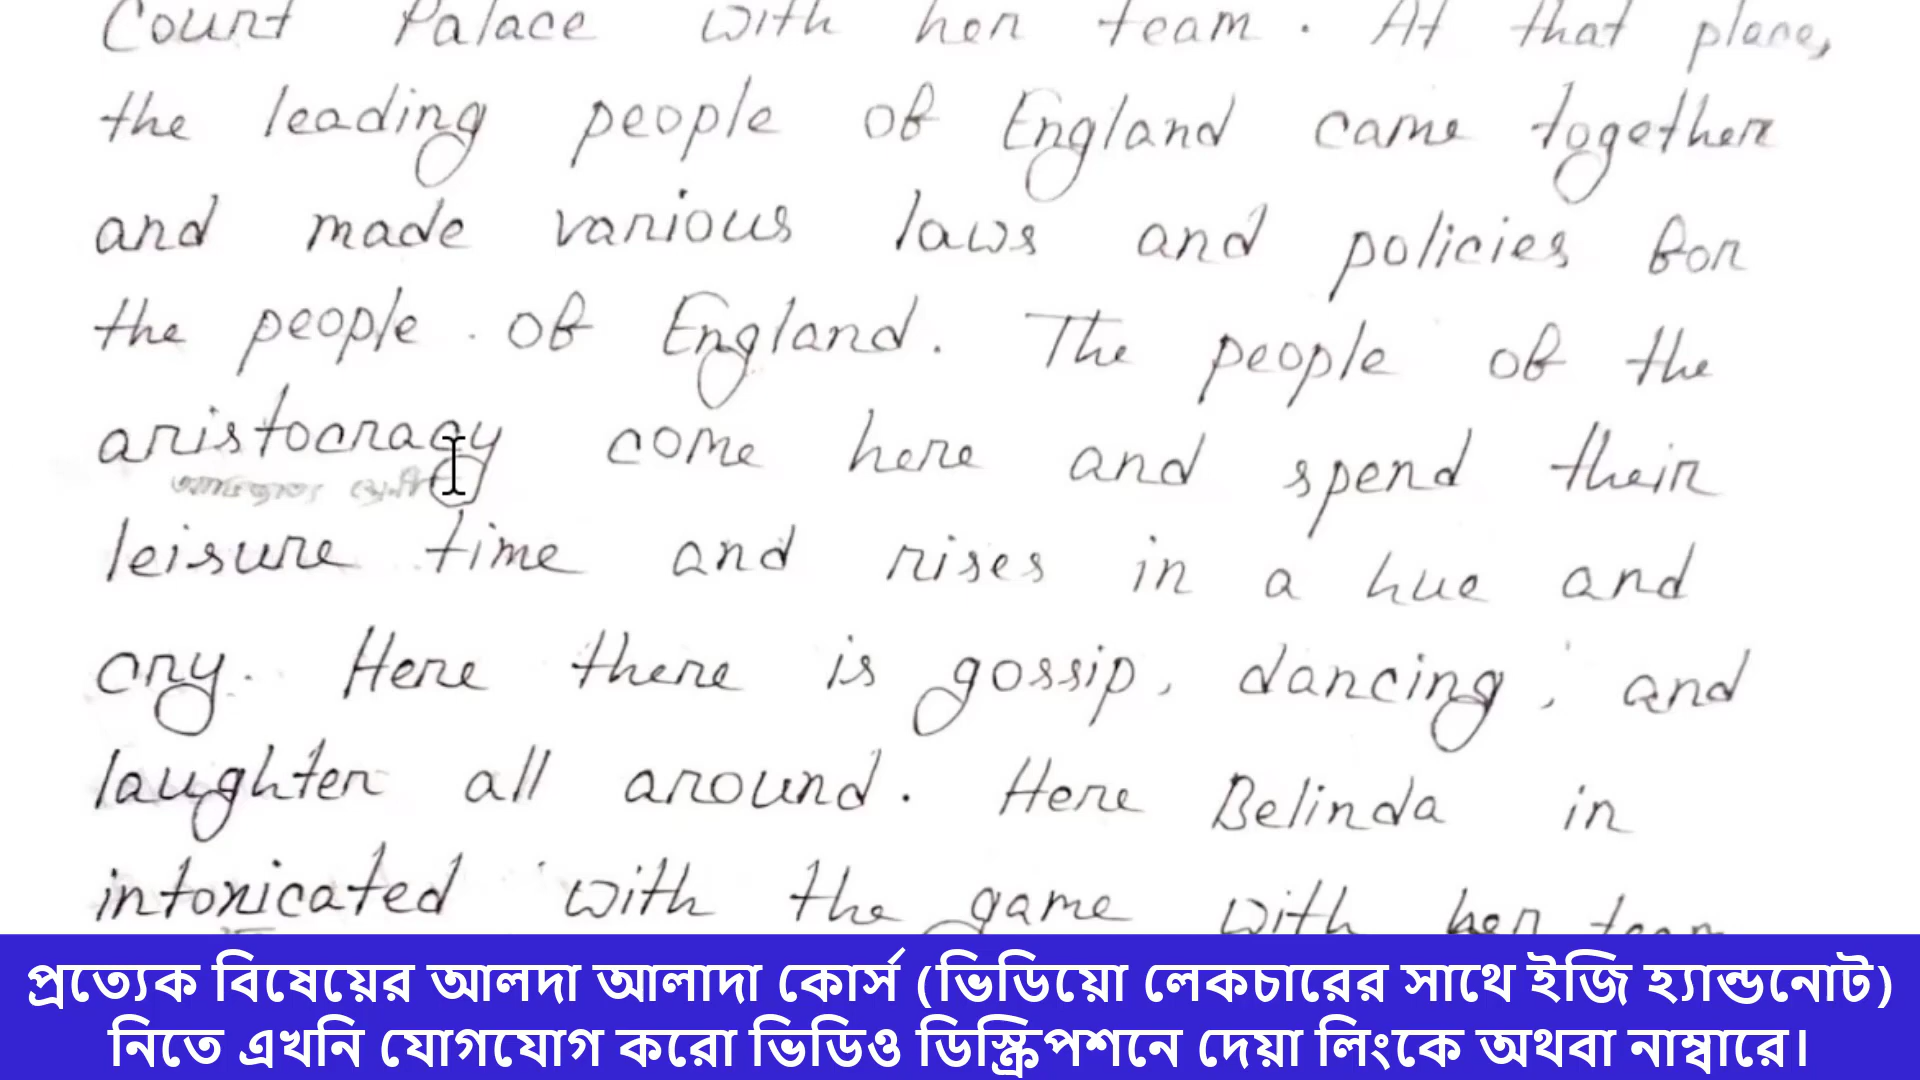 Court Palace with her team. At that place,
the leading people of England came together
and made various laws and policies for
the people of England. The people of the
aristocracy come here and spend their
leisure time and rises in a hue and
cry. Here there is gossip, dancing, and
laughter all around. Here Belinda in
intoxicated with the game with her team
প্রত্যেক বিষেয়ের আলদা আলাদা কোর্স (ভিডিয়ো লেকচারের সাথে ইজি হ্যান্ডনোট)
নিতে এখনি যোগযোগ করো ভিডিও ডিস্ক্রিপশনে দেয়া লিংকে অথবা নাম্বারে।